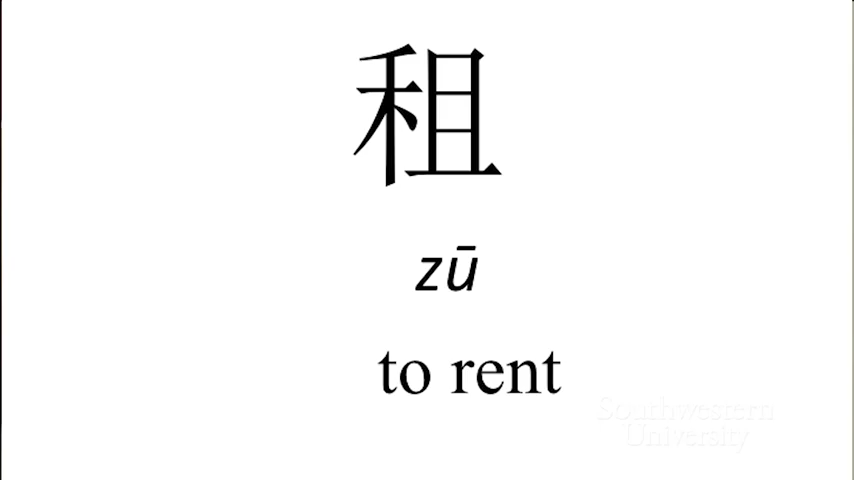 租
zū
to rent
Southwestern
University